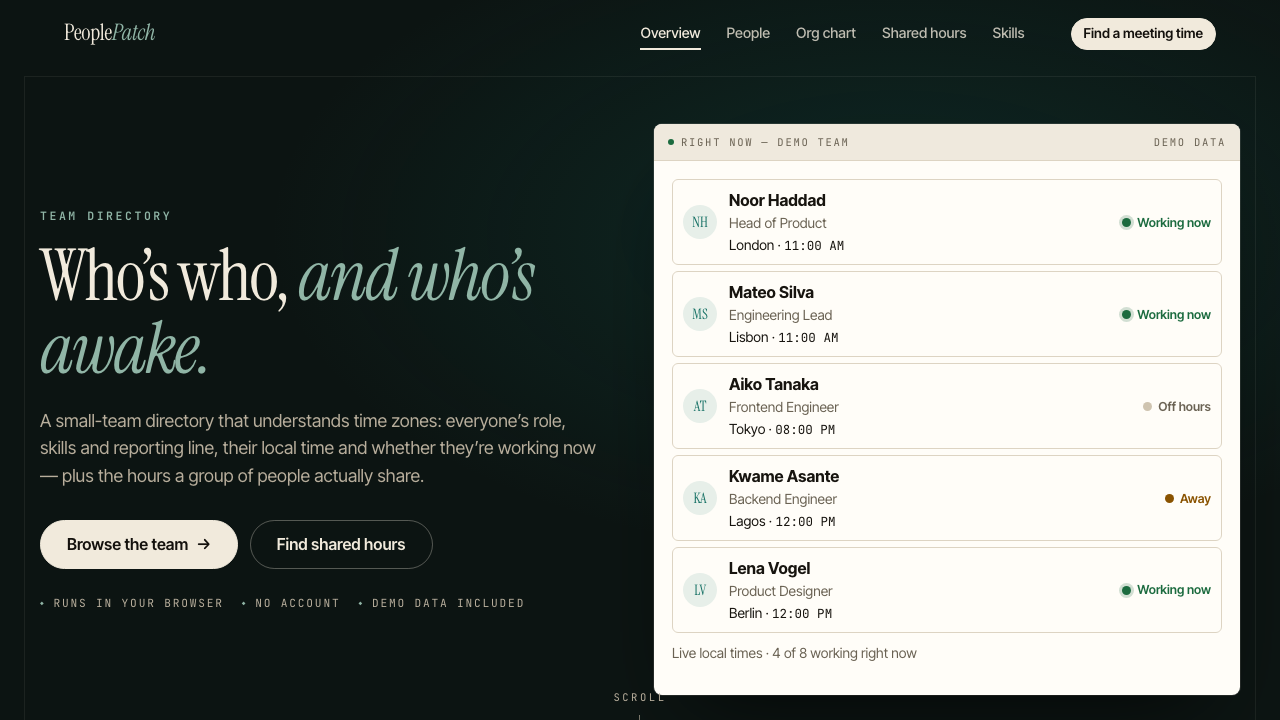 PeoplePatch
Overview
People
Org chart
Shared hours
Skills
Find a meeting time
TEAM DIRECTORY
Who’s who, and who’s
awake.
A small-team directory that understands time zones: everyone’s role,
skills and reporting line, their local time and whether they’re working now
— plus the hours a group of people actually share.
Browse the team →
Find shared hours
RUNS IN YOUR BROWSER
NO ACCOUNT
DEMO DATA INCLUDED
RIGHT NOW — DEMO TEAM
DEMO DATA
NH
Noor Haddad
Head of Product
London · 11:00 AM
Working now
MS
Mateo Silva
Engineering Lead
Lisbon · 11:00 AM
Working now
AT
Aiko Tanaka
Frontend Engineer
Tokyo · 08:00 PM
Off hours
KA
Kwame Asante
Backend Engineer
Lagos · 12:00 PM
Away
LV
Lena Vogel
Product Designer
Berlin · 12:00 PM
Working now
Live local times · 4 of 8 working right now
SCROLL